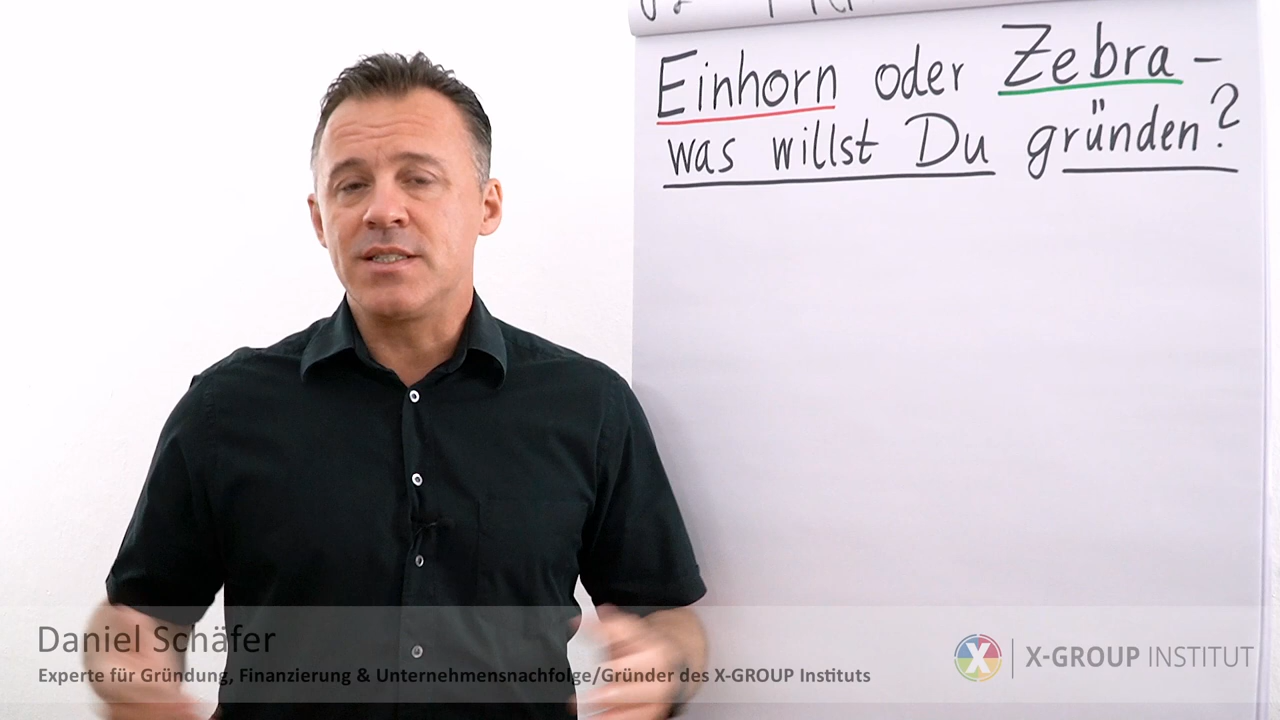 Einhorn oder Zebra -
was willst Du gründen?
Daniel Schäfer
Experte für Gründung, Finanzierung & Unternehmensnachfolge/Gründer des X-GROUP Instituts
X-GROUP INSTITUT